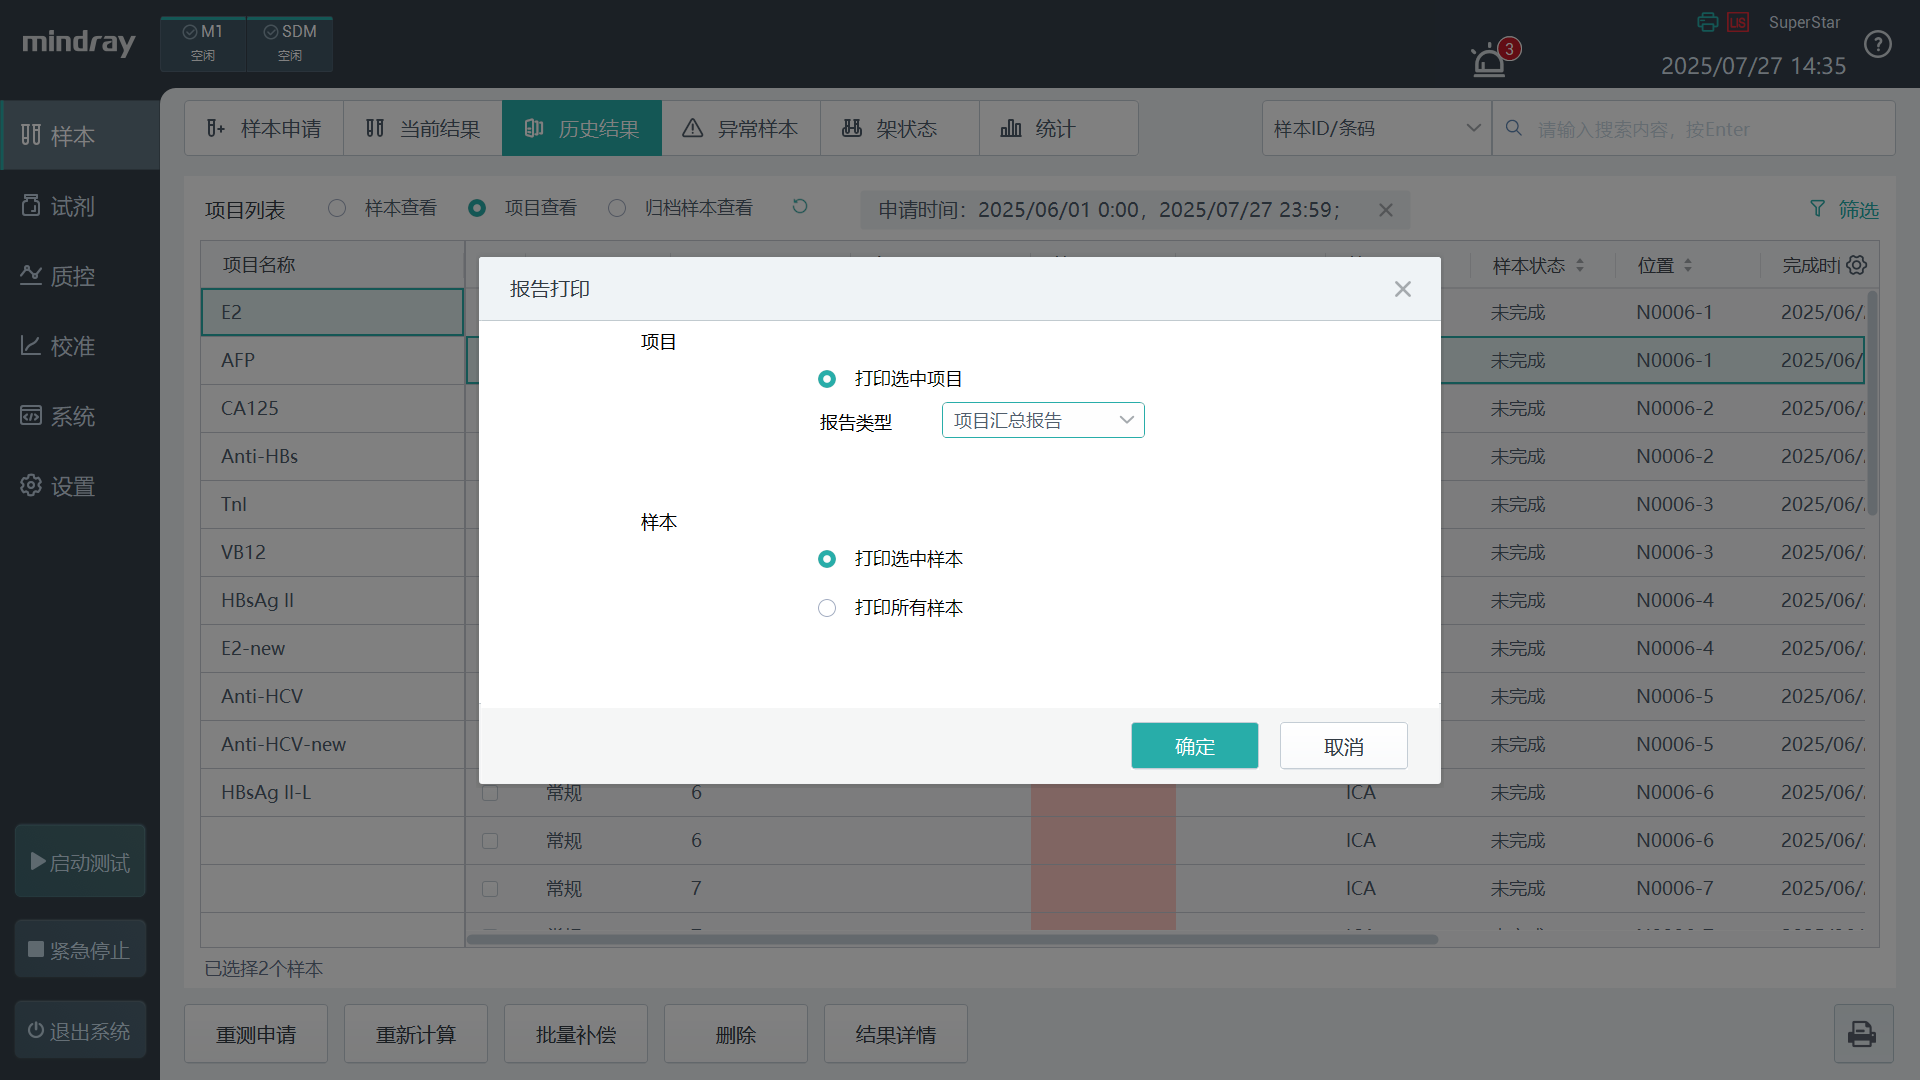 mindray
M1
空闲
SDM
空闲
3
LIS
SuperStar
2025/07/27 14:35
样本
试剂
质控
校准
系统
设置
启动测试
紧急停止
退出系统
样本申请
当前结果
历史结果
异常样本
架状态
统计
样本ID/条码
请输入搜索内容，按Enter
项目列表
样本查看
项目查看
归档样本查看
申请时间：2025/06/01 0:00，2025/07/27 23:59；
筛选
项目名称
样本状态
位置
完成时
E2
未完成 N0006-1 2025/06/
AFP
未完成 N0006-1 2025/06/
CA125
未完成 N0006-2 2025/06/
Anti-HBs
未完成 N0006-2 2025/06/
TnI
未完成 N0006-3 2025/06/
VB12
未完成 N0006-3 2025/06/
HBsAg II
未完成 N0006-4 2025/06/
E2-new
未完成 N0006-4 2025/06/
Anti-HCV
未完成 N0006-5 2025/06/
Anti-HCV-new
未完成 N0006-5 2025/06/
HBsAg II-L
常规 6 ICA 未完成 N0006-6 2025/06/
常规 6 ICA 未完成 N0006-6 2025/06/
常规 7 ICA 未完成 N0006-7 2025/06/
报告打印
项目
打印选中项目
报告类型
项目汇总报告
样本
打印选中样本
打印所有样本
确定
取消
已选择2个样本
重测申请
重新计算
批量补偿
删除
结果详情